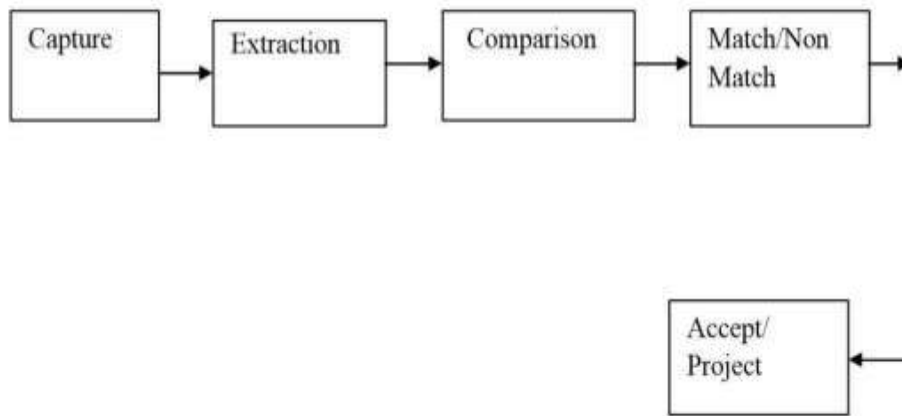 Capture
Extraction
Comparison
Match/Non
Match
Accept/
Project